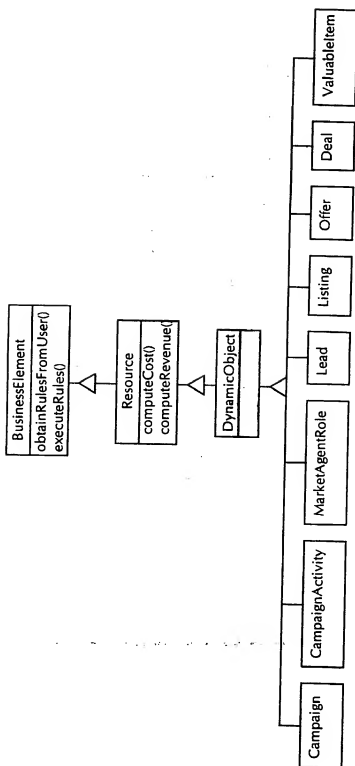 BusinessElement
obtainRulesFromUser()
executeRules()
Resource
computeCost()
computeRevenue()
DynamicObject
Campaign
CampaignActivity
MarketAgentRole
Lead
Listing
Offer
Deal
ValuableItem